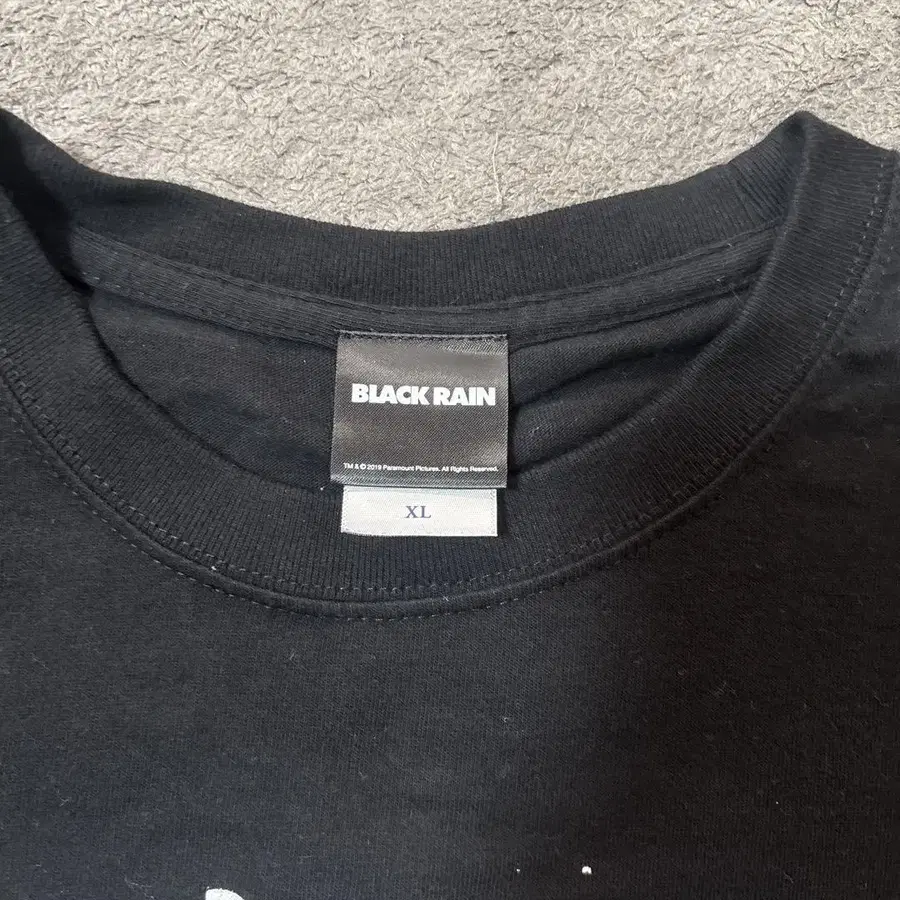 BLACK RAIN
TM & © 2019 Paramount Pictures. All Rights Reserved.
XL